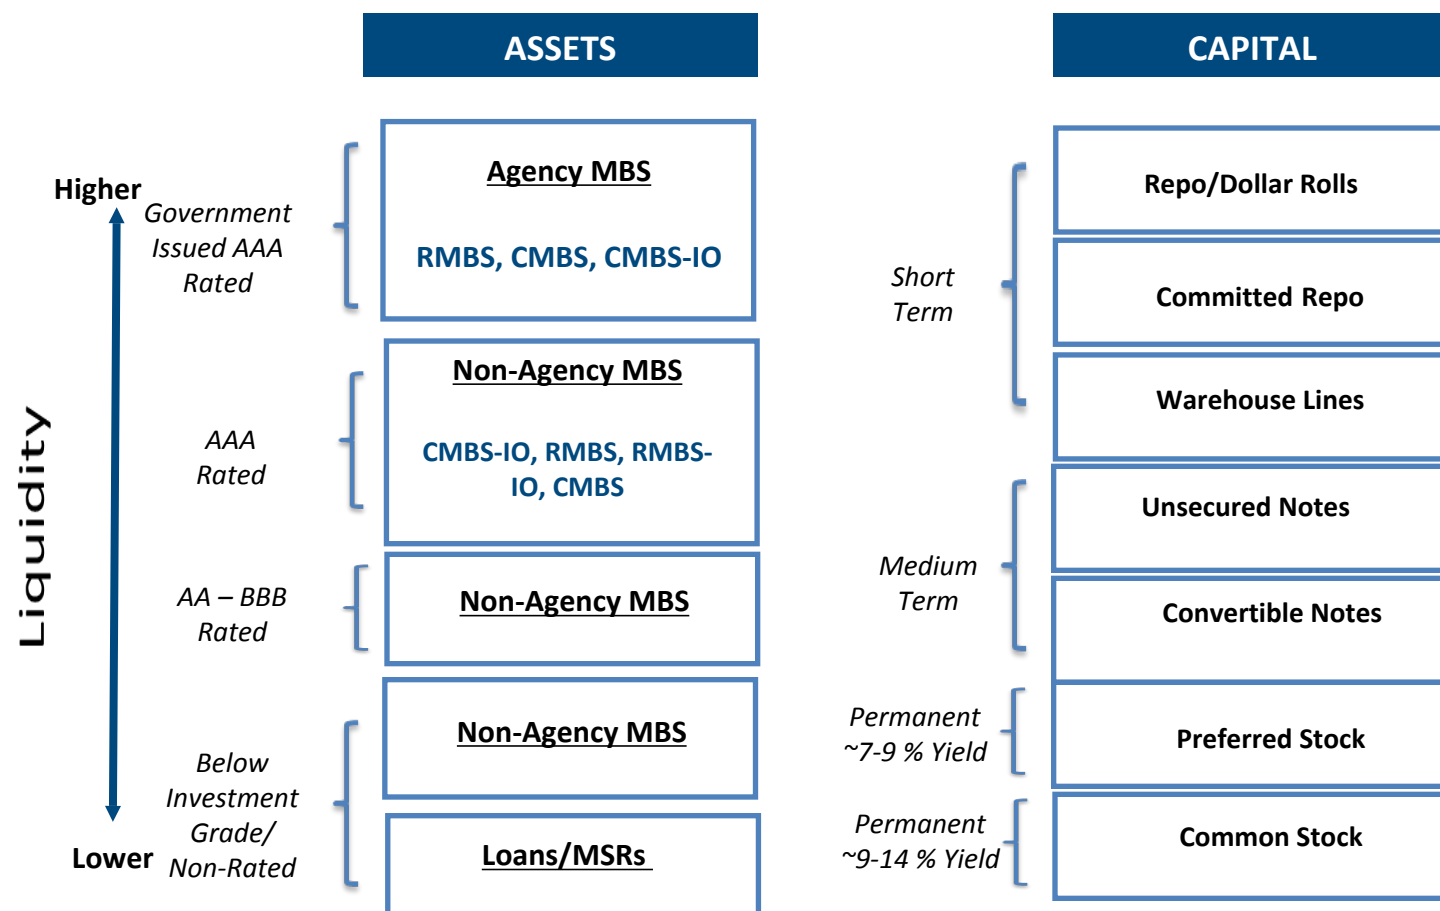 ASSETS
CAPITAL
Liquidity
Higher
Lower
Government
Issued AAA
Rated
Agency MBS
RMBS, CMBS, CMBS-IO
AAA
Rated
Non-Agency MBS
CMBS-IO, RMBS, RMBS-
IO, CMBS
AA – BBB
Rated
Non-Agency MBS
Below
Investment
Grade/
Non-Rated
Non-Agency MBS
Loans/MSRs
Short
Term
Repo/Dollar Rolls
Committed Repo
Warehouse Lines
Medium
Term
Unsecured Notes
Convertible Notes
Permanent
~7-9 % Yield
Preferred Stock
Permanent
~9-14 % Yield
Common Stock